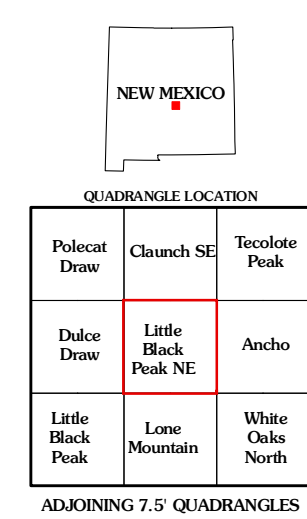 NEW MEXICO
QUADRANGLE LOCATION
Polecat
Draw
Claunch SE
Tecolote
Peak
Dulce
Draw
Little
Black
Peak NE
Ancho
Little
Black
Peak
Lone
Mountain
White
Oaks
North
ADJOINING 7.5' QUADRANGLES